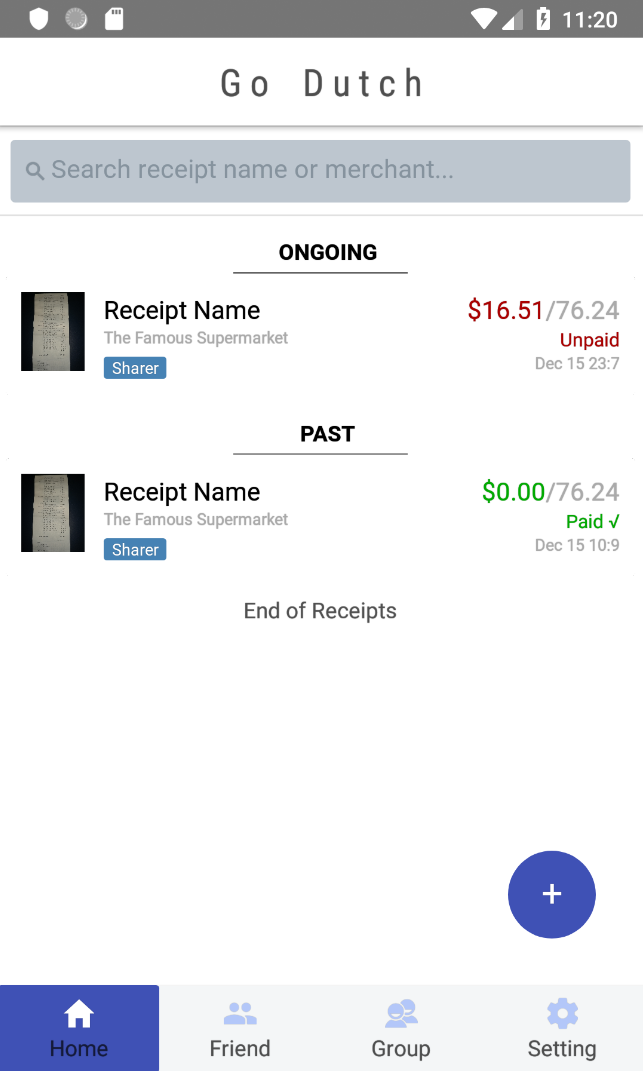 11:20
Go Dutch
Search receipt name or merchant...
ONGOING
Receipt Name
$16.51/76.24
The Famous Supermarket
Unpaid
Sharer
Dec 15 23:7
PAST
Receipt Name
$0.00/76.24
The Famous Supermarket
Paid √
Sharer
Dec 15 10:9
End of Receipts
+
Home
Friend
Group
Setting